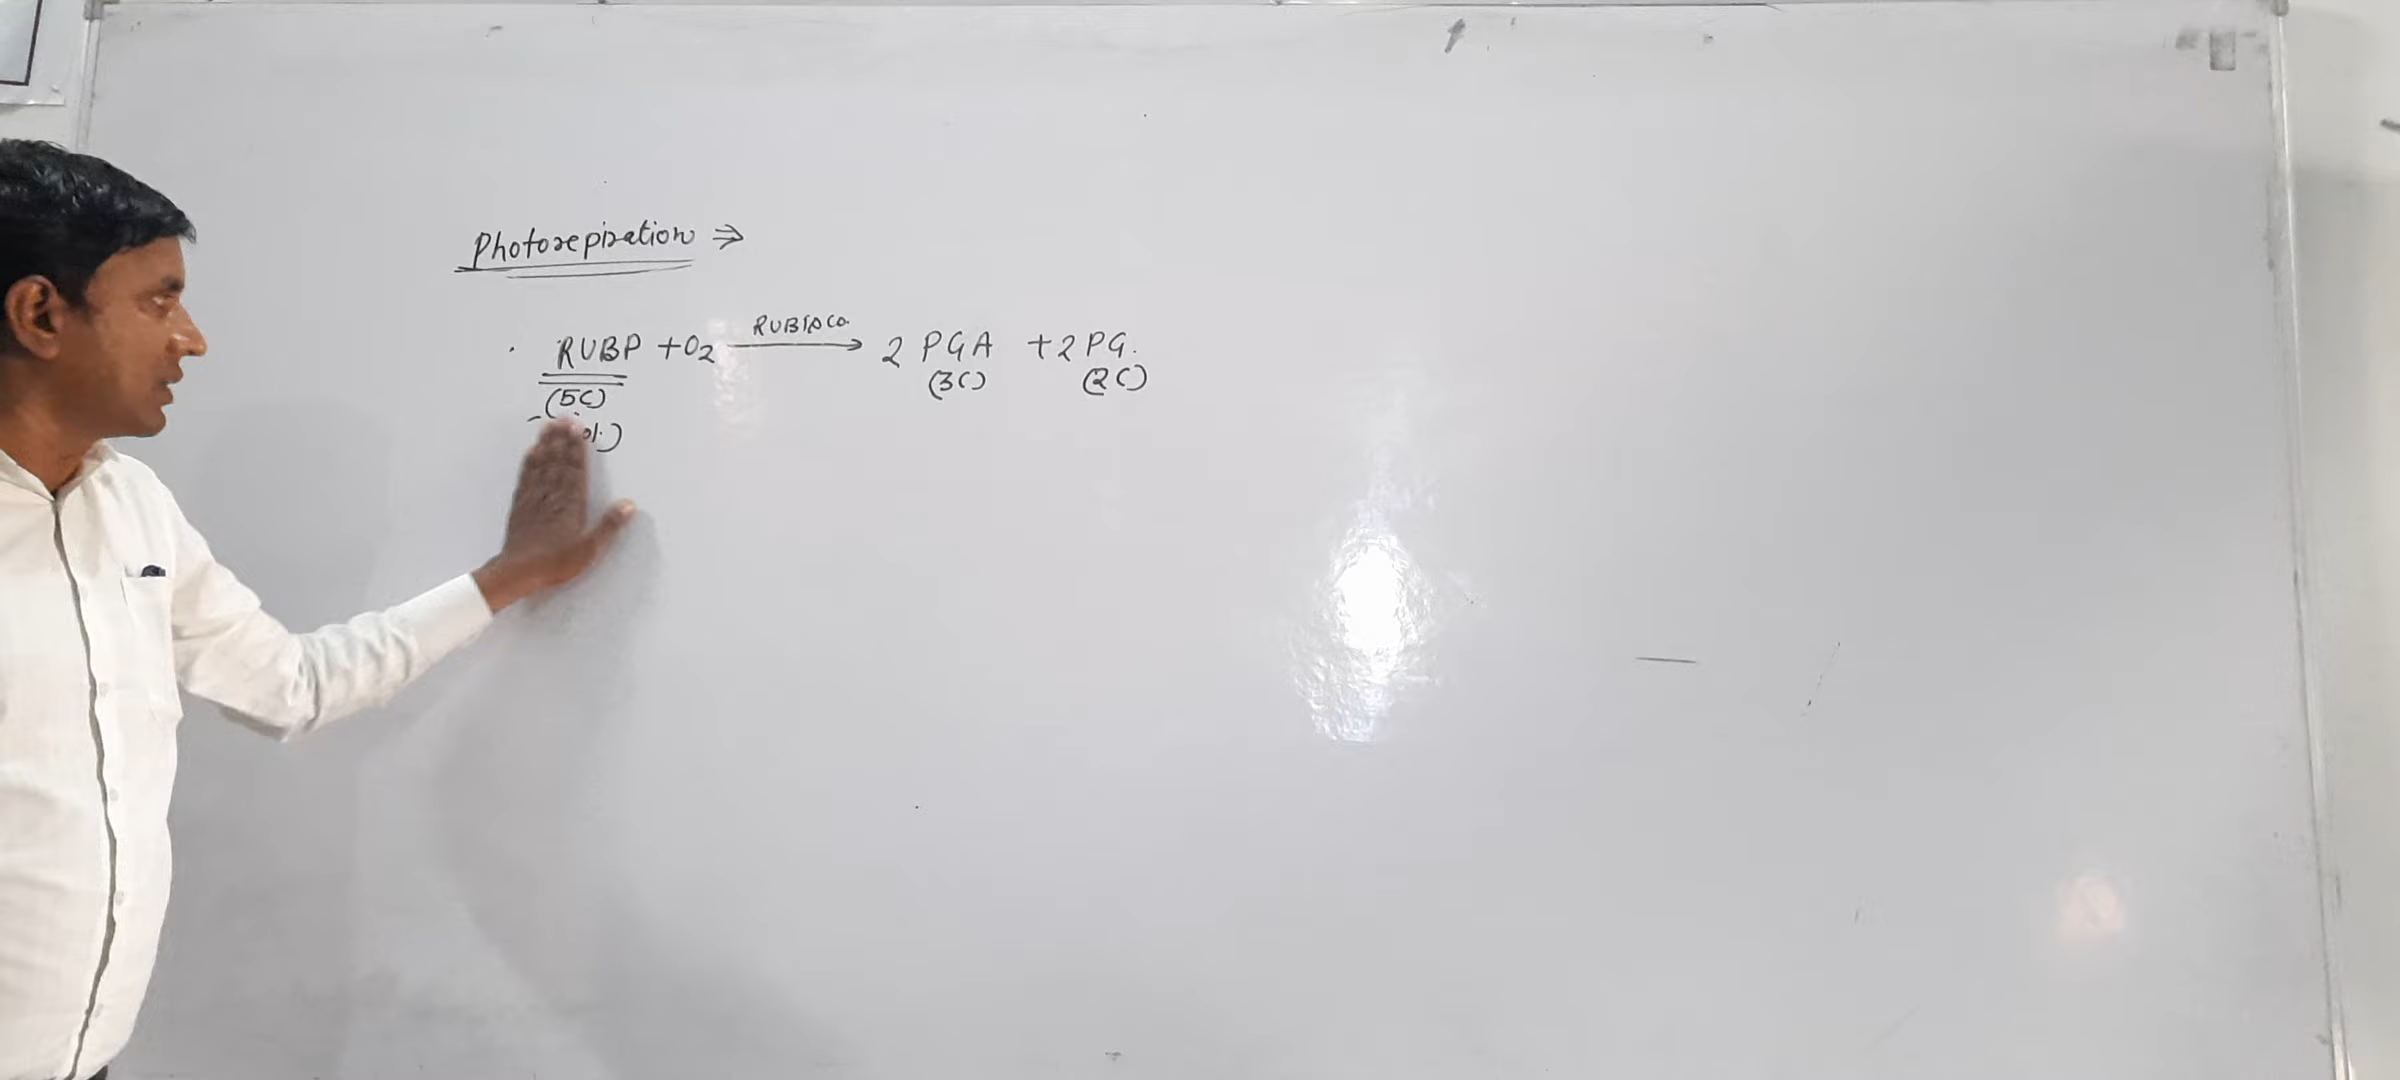 Photorepiration ⇒
RUBISCO.
RUBP + O2 ⟶ 2 PGA + 2 PG.
(5C) (3C) (2C)